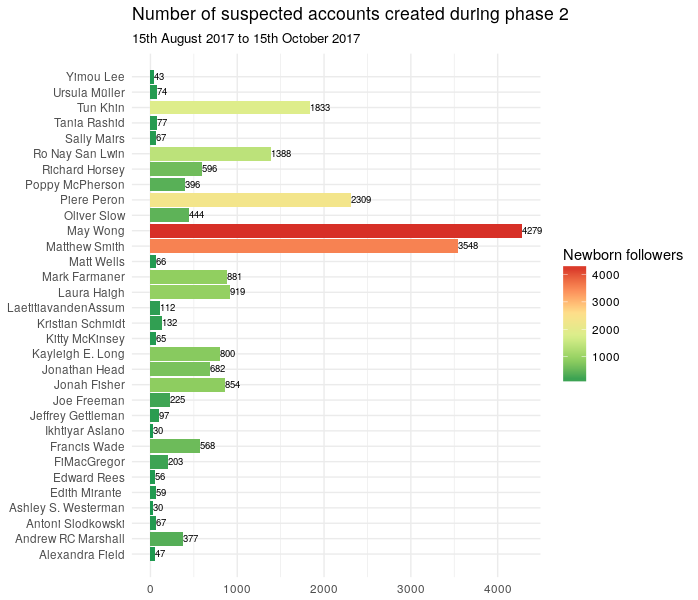 Number of suspected accounts created during phase 2
15th August 2017 to 15th October 2017
Yimou Lee 43
Ursula Müller 74
Tun Khin 1833
Tania Rashid 77
Sally Mairs 67
Ro Nay San Lwin 1388
Richard Horsey 596
Poppy McPherson 396
Piere Peron 2309
Oliver Slow 444
May Wong 4279
Matthew Smith 3548
Matt Wells 66
Mark Farmaner 881
Laura Haigh 919
LaetitiavandenAssum 112
Kristian Schmidt 132
Kitty McKinsey 65
Kayleigh E. Long 800
Jonathan Head 682
Jonah Fisher 854
Joe Freeman 225
Jeffrey Gettleman 97
Ikhtiyar Aslano 30
Francis Wade 568
FiMacGregor 203
Edward Rees 56
Edith Mirante 59
Ashley S. Westerman 30
Antoni Slodkowski 67
Andrew RC Marshall 377
Alexandra Field 47
0 1000 2000 3000 4000
Newborn followers
4000
3000
2000
1000